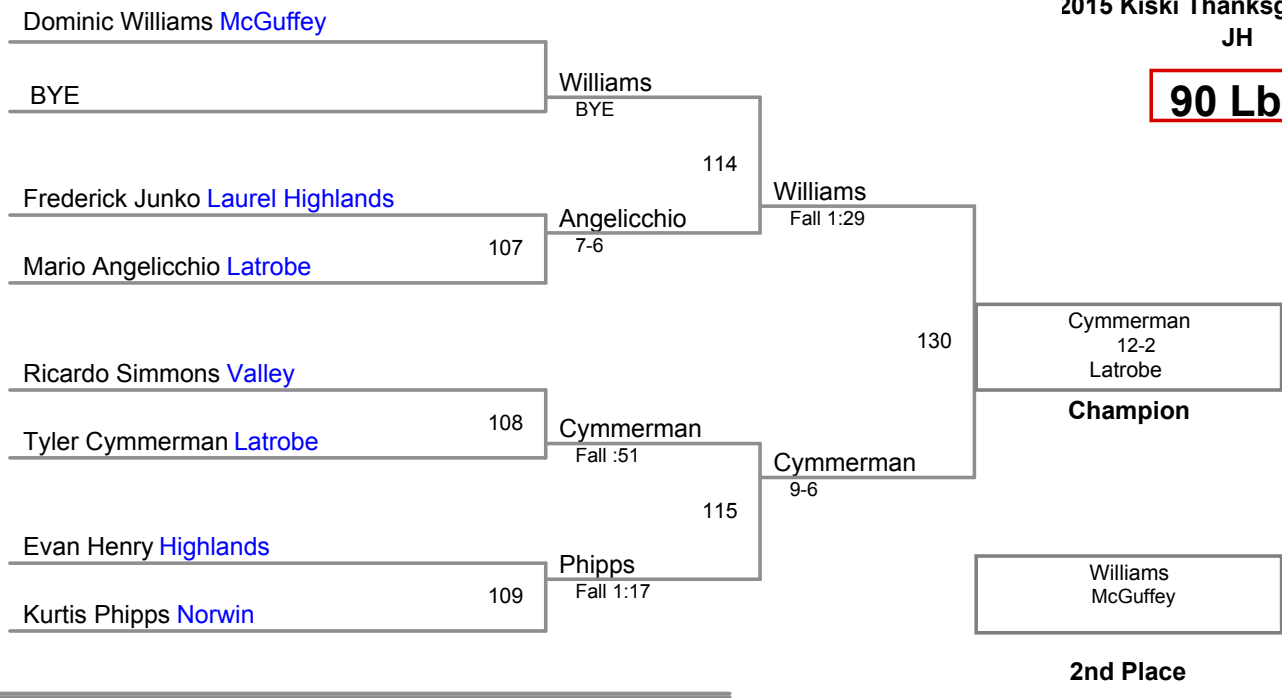 Dominic Williams McGuffey
2015 Kiski Thanksg
JH
90 Lb
BYE
Williams
BYE
114
Frederick Junko Laurel Highlands
Williams
Fall 1:29
Angelicchio
7-6
107
Mario Angelicchio Latrobe
130
Cymmerman
12-2
Latrobe
Champion
Ricardo Simmons Valley
108
Cymmerman
Fall :51
Tyler Cymmerman Latrobe
Cymmerman
9-6
115
Evan Henry Highlands
Phipps
Fall 1:17
109
Kurtis Phipps Norwin
Williams
McGuffey
2nd Place